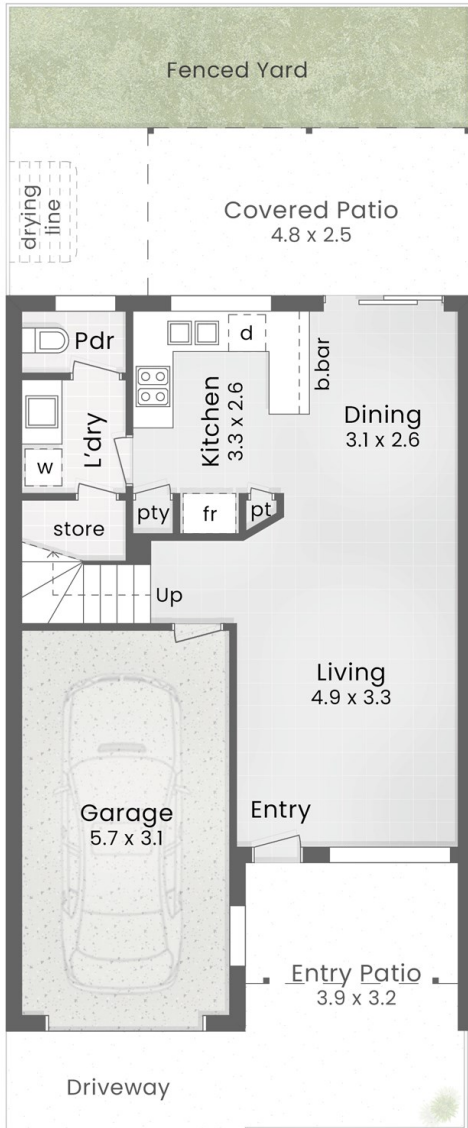 Fenced Yard
drying
line
Covered Patio
4.8 x 2.5
Pdr
d
b.bar
Kitchen
3.3 x 2.6
Dining
3.1 x 2.6
L'dry
w
pty
fr
pt
store
Up
Living
4.9 x 3.3
Garage
5.7 x 3.1
Entry
Entry Patio
3.9 x 3.2
Driveway